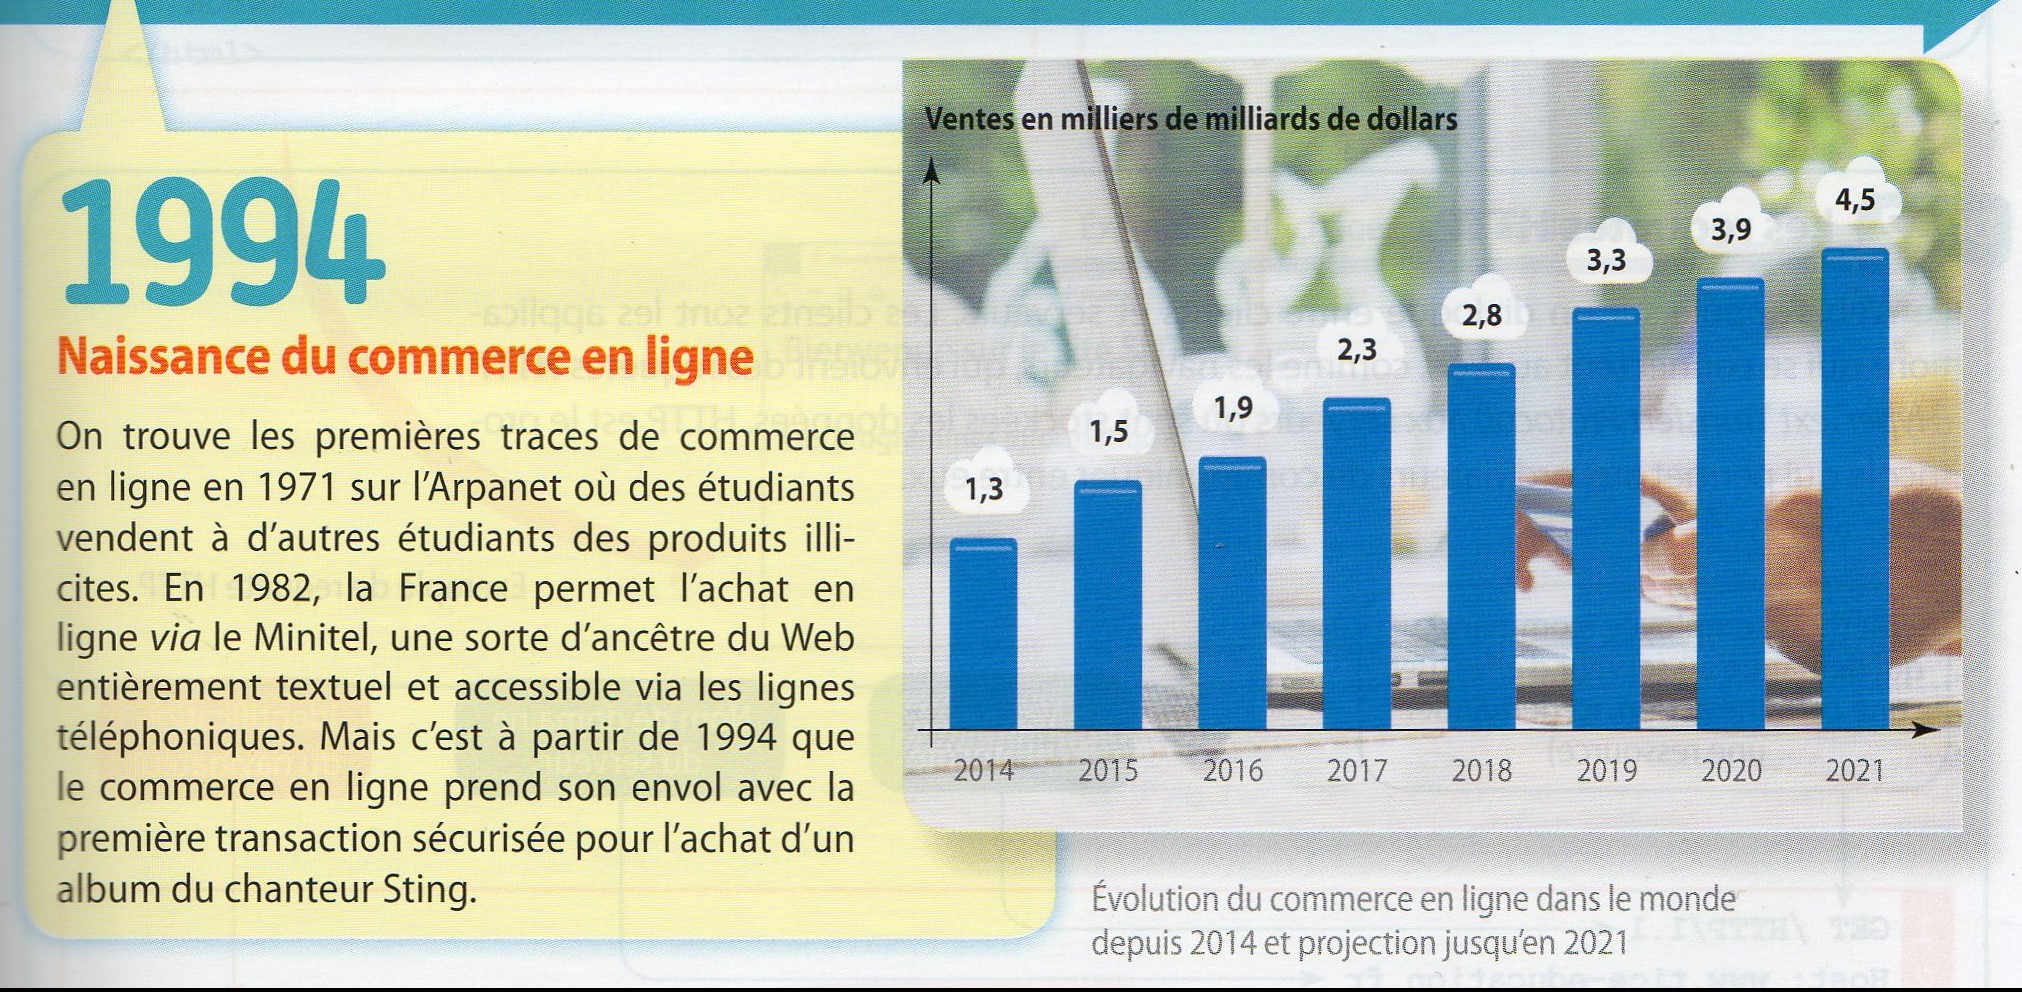 1994
Naissance du commerce en ligne
On trouve les premières traces de commerce
en ligne en 1971 sur l'Arpanet où des étudiants
vendent à d'autres étudiants des produits illi-
cites. En 1982, la France permet l'achat en
ligne via le Minitel, une sorte d'ancêtre du Web
entièrement textuel et accessible via les lignes
téléphoniques. Mais c'est à partir de 1994 que
le commerce en ligne prend son envol avec la
première transaction sécurisée pour l'achat d'un
album du chanteur Sting.
Ventes en milliers de milliards de dollars
1,3
1,5
1,9
2,3
2,8
3,3
3,9
4,5
2014 2015 2016 2017 2018 2019 2020 2021
Évolution du commerce en ligne dans le monde
depuis 2014 et projection jusqu'en 2021